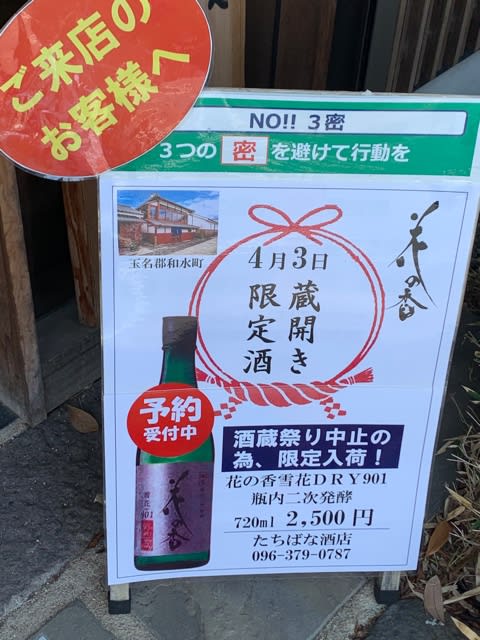 ご来店の
お客様へ
NO!! 3密
3つの 密 を避けて行動を
玉名郡和水町
4月3日
蔵開き
限定酒
花の香
予約
受付中
酒蔵祭り中止の
為、限定入荷！
花の香雪花DRY901
瓶内二次発酵
720ml 2,500円
たちばな酒店
096-379-0787
花の香
雪花
901